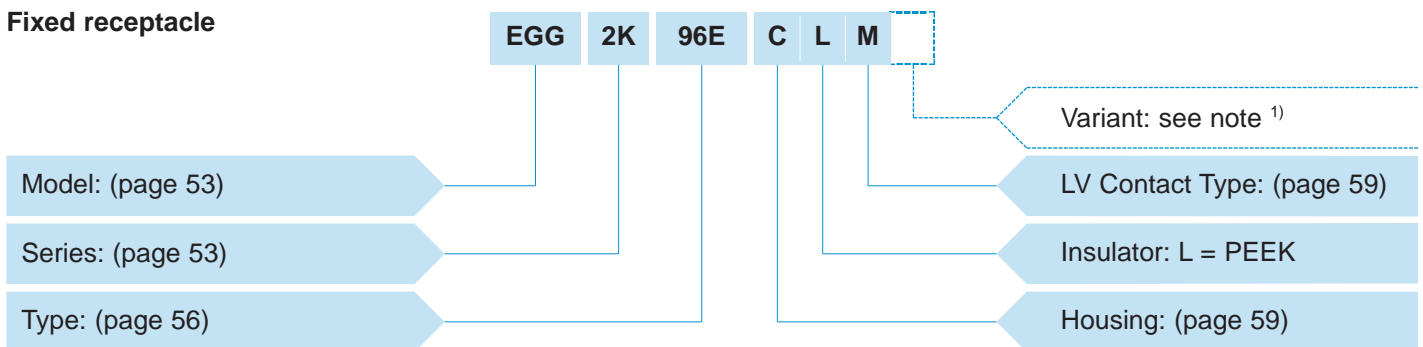 Fixed receptacle
EGG 2K 96E C L M
Variant: see note 1)
Model: (page 53)
LV Contact Type: (page 59)
Series: (page 53)
Insulator: L = PEEK
Type: (page 56)
Housing: (page 59)